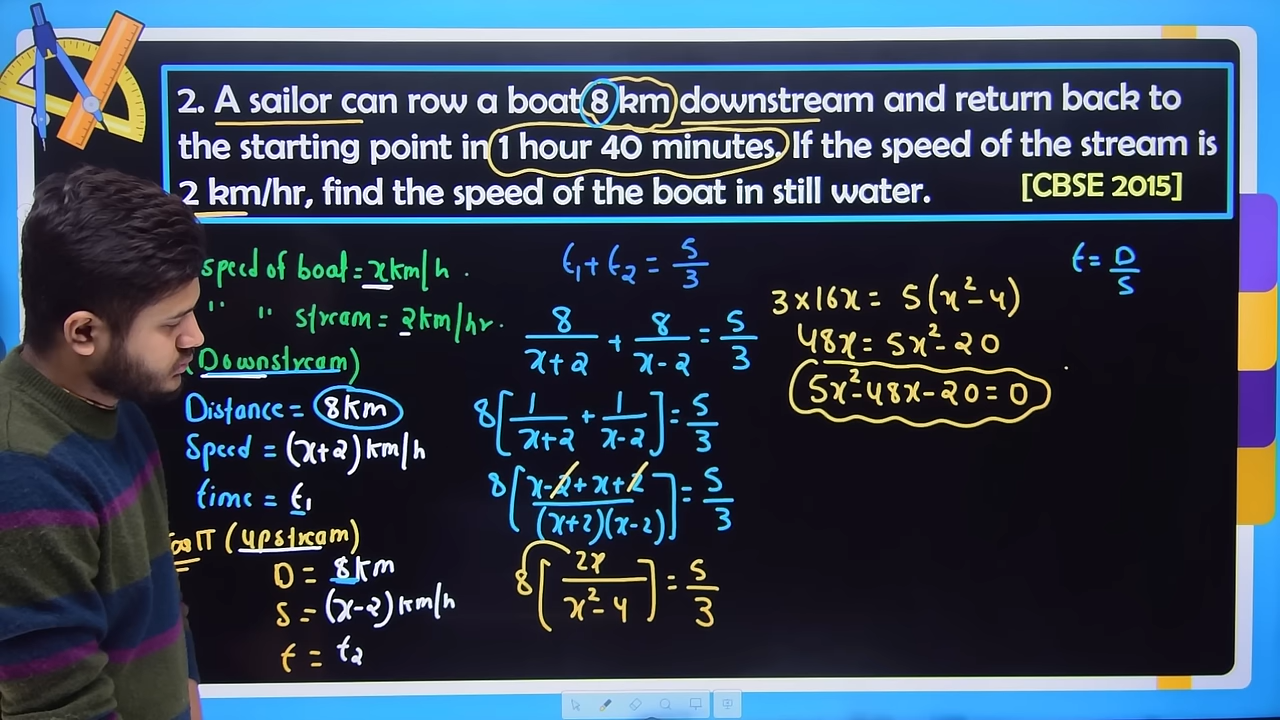 2. A sailor can row a boat 8 km downstream and return back to
the starting point in 1 hour 40 minutes. If the speed of the stream is
2 km/hr, find the speed of the boat in still water. [CBSE 2015]
speed of boat = x km/h.
" " stream = 2 km/hr.
(Downstream)
Distance = 8km
Speed = (x+2) km/h
time = t₁
(upstream)
D = 8km
S = (x-2) km/h
t = t₂
t₁ + t₂ = 5/3
8/(x+2) + 8/(x-2) = 5/3
8[1/(x+2) + 1/(x-2)] = 5/3
8[(x-2+x+2)/((x+2)(x-2))] = 5/3
8[2x/(x²-4)] = 5/3
3×16x = 5(x²-4)
48x = 5x²-20
5x²-48x-20=0
t = D/S